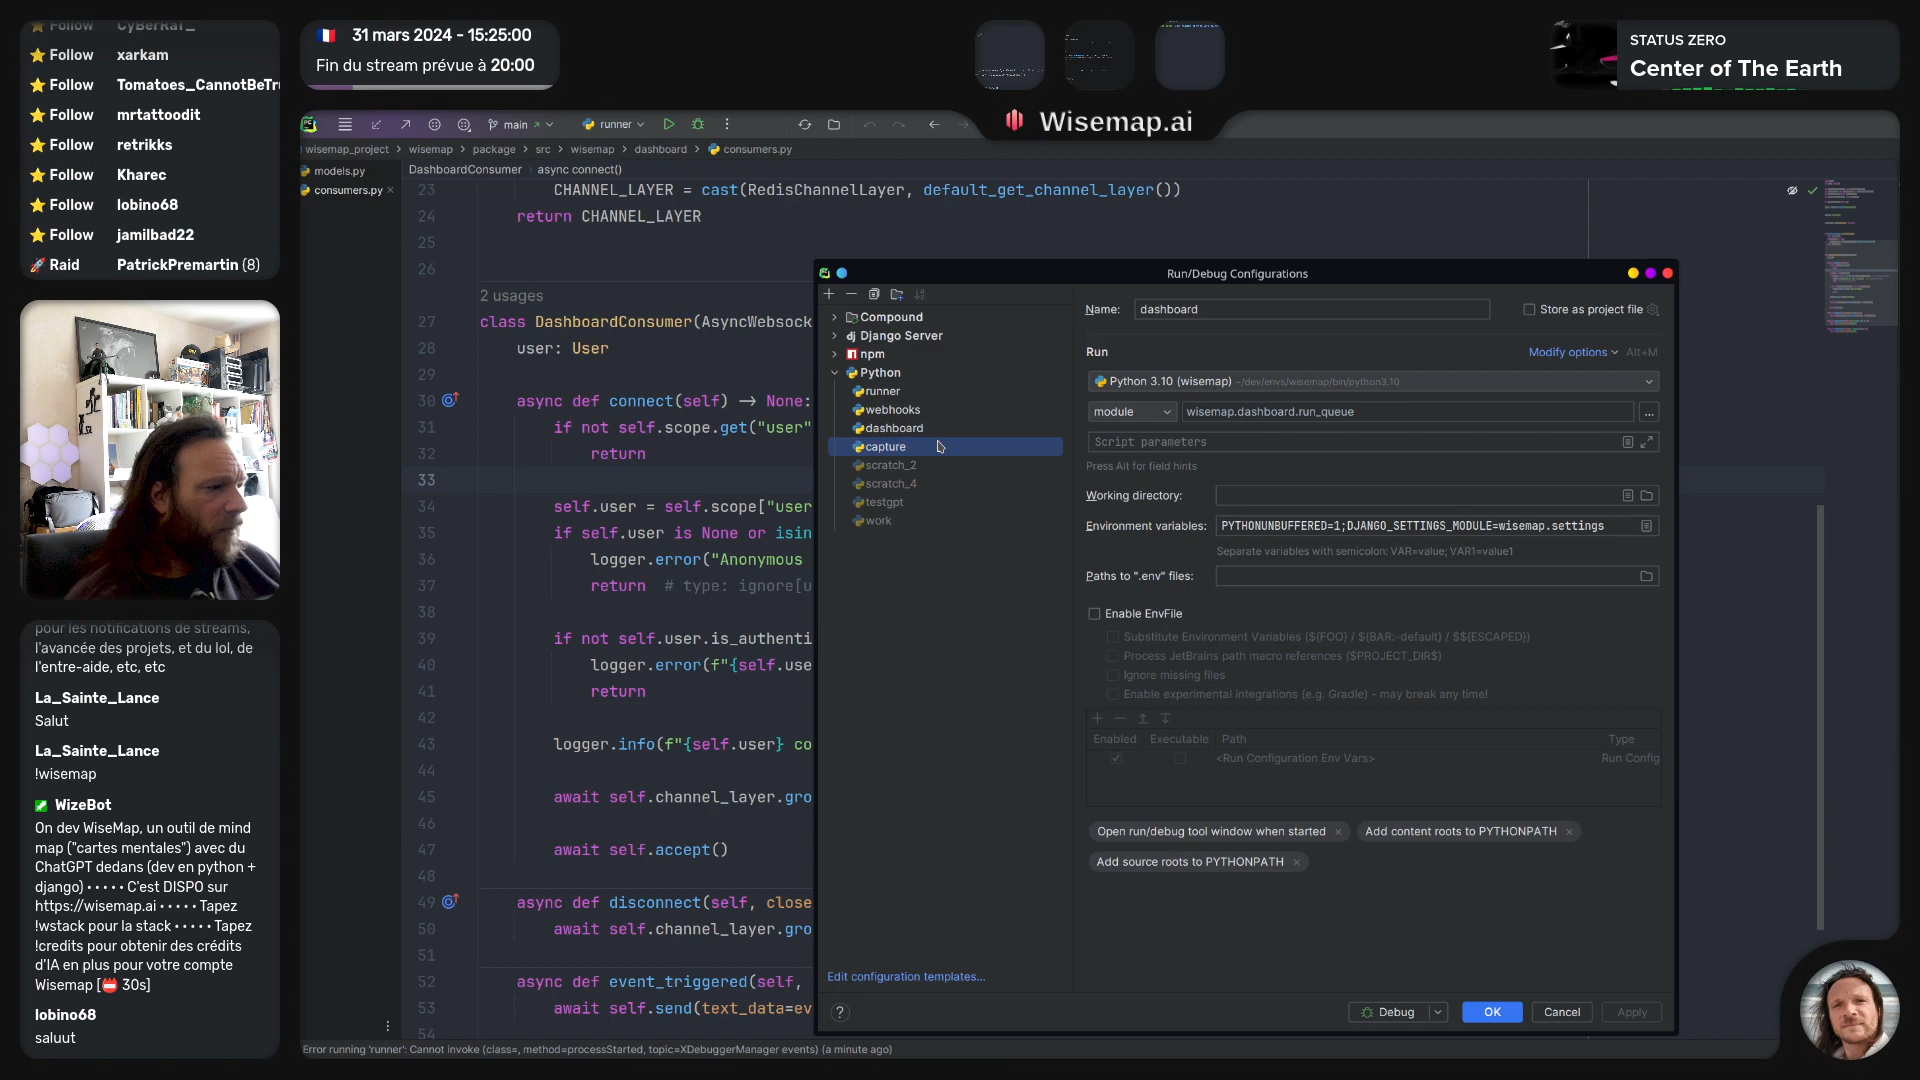 Follow CyBerRaT_
Follow xarkam
Follow Tomatoes_CannotBeTr
Follow mrtattoodit
Follow retrikks
Follow Kharec
Follow lobino68
Follow jamilbad22
Raid PatrickPremartin (8)
31 mars 2024 - 15:25:00
Fin du stream prévue à 20:00
STATUS ZERO
Center of The Earth
main
runner
Wisemap.ai
wisemap_project > wisemap > package > src > wisemap > dashboard > consumers.py
models.py
consumers.py
DashboardConsumer > async connect()
23 CHANNEL_LAYER = cast(RedisChannelLayer, default_get_channel_layer())
24 return CHANNEL_LAYER
25
26
2 usages
27 class DashboardConsumer(AsyncWebsock
28 user: User
29
30 async def connect(self) -> None:
31 if not self.scope.get("user"
32 return
33
34 self.user = self.scope["user
35 if self.user is None or isin
36 logger.error("Anonymous
37 return # type: ignore[u
38
39 if not self.user.is_authenti
40 logger.error(f"{self.use
41 return
42
43 logger.info(f"{self.user} co
44
45 await self.channel_layer.gro
46
47 await self.accept()
48
49 async def disconnect(self, close
50 await self.channel_layer.gro
51
52 async def event_triggered(self,
53 await self.send(text_data=ev
54
Run/Debug Configurations
Compound
Django Server
npm
Python
runner
webhooks
dashboard
capture
scratch_2
scratch_4
testgpt
work
Edit configuration templates...
Name: dashboard
Store as project file
Run
Modify options Alt+M
Python 3.10 (wisemap) ~/dev/envs/wisemap/bin/python3.10
module wisemap.dashboard.run_queue ...
Script parameters
Press Alt for field hints
Working directory:
Environment variables: PYTHONUNBUFFERED=1;DJANGO_SETTINGS_MODULE=wisemap.settings
Separate variables with semicolon: VAR=value; VAR1=value1
Paths to ".env" files:
Enable EnvFile
Substitute Environment Variables (${FOO} / ${BAR:-default} / $${ESCAPED})
Process JetBrains path macro references ($PROJECT_DIR$)
Ignore missing files
Enable experimental integrations (e.g. Gradle) - may break any time!
Enabled Executable Path Type
<Run Configuration Env Vars> Run Config
Open run/debug tool window when started ×
Add content roots to PYTHONPATH ×
Add source roots to PYTHONPATH ×
?
Debug
OK
Cancel
Apply
pour les notifications de streams,
l'avancée des projets, et du lol, de
l'entre-aide, etc, etc
La_Sainte_Lance
Salut
La_Sainte_Lance
!wisemap
WizeBot
On dev WiseMap, un outil de mind
map ("cartes mentales") avec du
ChatGPT dedans (dev en python +
django) • • • • • C'est DISPO sur
https://wisemap.ai • • • • • Tapez
!wstack pour la stack • • • • • Tapez
!credits pour obtenir des crédits
d'IA en plus pour votre compte
Wisemap [📛 30s]
lobino68
saluut
Error running 'runner': Cannot invoke (class=, method=processStarted, topic=XDebuggerManager events) (a minute ago)